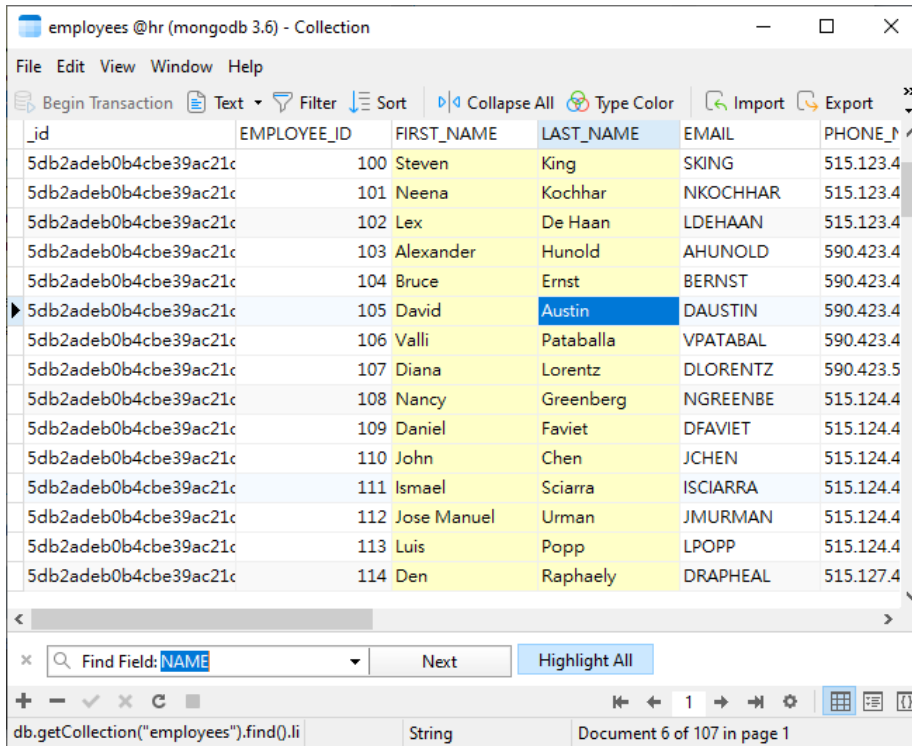 employees @hr (mongodb 3.6) - Collection
File Edit View Window Help
Begin Transaction Text Filter Sort Collapse All Type Color Import Export
_id EMPLOYEE_ID FIRST_NAME LAST_NAME EMAIL PHONE_N
5db2adeb0b4cbe39ac21c 100 Steven King SKING 515.123.4
5db2adeb0b4cbe39ac21c 101 Neena Kochhar NKOCHHAR 515.123.4
5db2adeb0b4cbe39ac21c 102 Lex De Haan LDEHAAN 515.123.4
5db2adeb0b4cbe39ac21c 103 Alexander Hunold AHUNOLD 590.423.4
5db2adeb0b4cbe39ac21c 104 Bruce Ernst BERNST 590.423.4
5db2adeb0b4cbe39ac21c 105 David Austin DAUSTIN 590.423.4
5db2adeb0b4cbe39ac21c 106 Valli Pataballa VPATABAL 590.423.4
5db2adeb0b4cbe39ac21c 107 Diana Lorentz DLORENTZ 590.423.5
5db2adeb0b4cbe39ac21c 108 Nancy Greenberg NGREENBE 515.124.4
5db2adeb0b4cbe39ac21c 109 Daniel Faviet DFAVIET 515.124.4
5db2adeb0b4cbe39ac21c 110 John Chen JCHEN 515.124.4
5db2adeb0b4cbe39ac21c 111 Ismael Sciarra ISCIARRA 515.124.4
5db2adeb0b4cbe39ac21c 112 Jose Manuel Urman JMURMAN 515.124.4
5db2adeb0b4cbe39ac21c 113 Luis Popp LPOPP 515.124.4
5db2adeb0b4cbe39ac21c 114 Den Raphaely DRAPHEAL 515.127.4
Find Field: NAME Next Highlight All
1
db.getCollection("employees").find().li String Document 6 of 107 in page 1